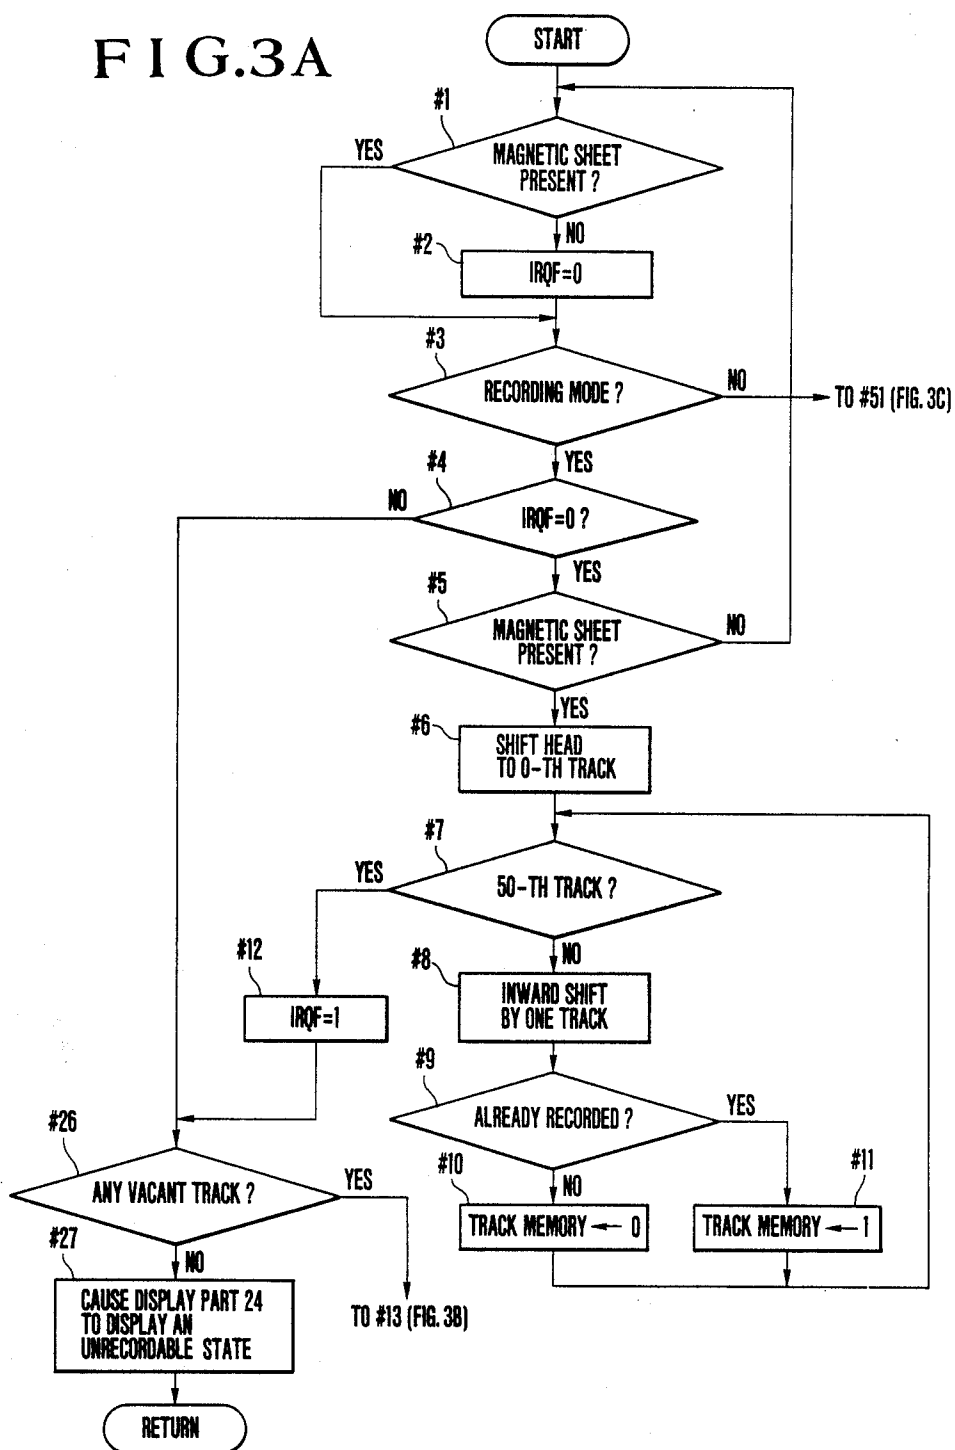 FIG.3A
START
#1
YES
MAGNETIC SHEET
PRESENT ?
NO
#2
IRQF=0
#3
RECORDING MODE ?
NO
TO #51 (FIG. 3C)
YES
#4
NO
IRQF=0 ?
YES
#5
MAGNETIC SHEET
PRESENT ?
NO
YES
#6
SHIFT HEAD
TO 0-TH TRACK
#7
YES
50-TH TRACK ?
NO
#12
IRQF=1
#8
INWARD SHIFT
BY ONE TRACK
#9
ALREADY RECORDED ?
YES
NO
#10
TRACK MEMORY ← 0
#11
TRACK MEMORY ← 1
#26
ANY VACANT TRACK ?
YES
TO #13 (FIG. 3B)
NO
#27
CAUSE DISPLAY PART 24
TO DISPLAY AN
UNRECORDABLE STATE
RETURN